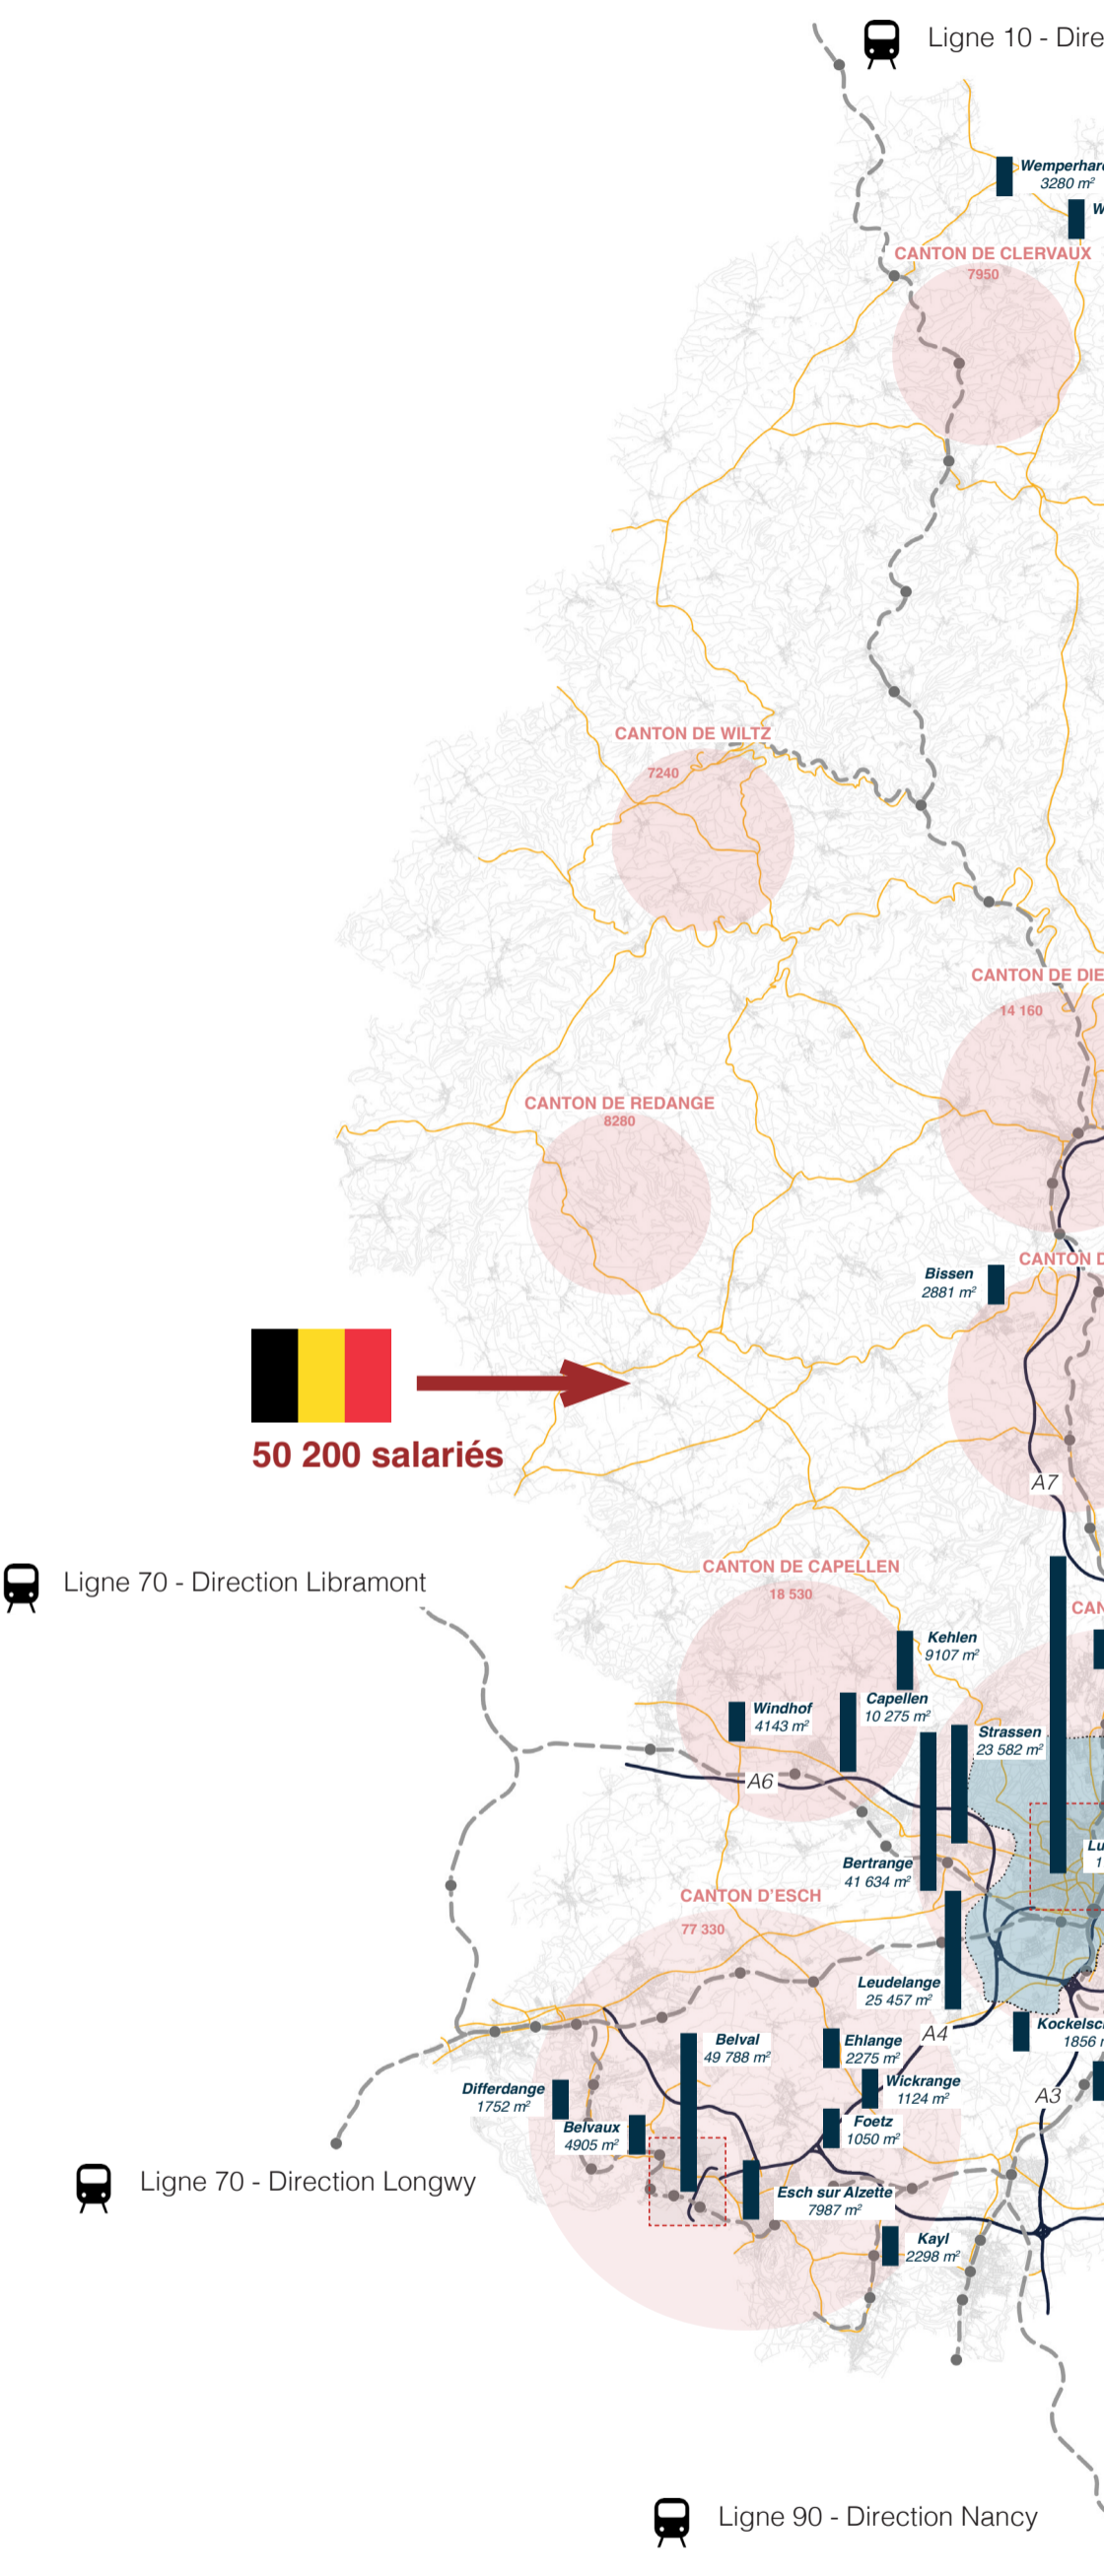 Ligne 10 - Dire
Wemperhard
3280 m²
W
CANTON DE CLERVAUX
7950
CANTON DE WILTZ
7240
CANTON DE DIE
14 160
CANTON DE REDANGE
8280
CANTON D
Bissen
2881 m²
50 200 salariés
A7
Ligne 70 - Direction Libramont
CANTON DE CAPELLEN
18 530
CAN
Kehlen
9107 m²
Capellen
10 275 m²
Windhof
4143 m²
Strassen
23 582 m²
A6
Lu
1
Bertrange
41 634 m²
CANTON D'ESCH
77 330
Leudelange
25 457 m²
Kockelsc
1856 m
A4
Belval
49 788 m²
Ehlange
2275 m²
Wickrange
1124 m²
A3
Differdange
1752 m²
Belvaux
4905 m²
Foetz
1050 m²
Ligne 70 - Direction Longwy
Esch sur Alzette
7987 m²
Kayl
2298 m²
Ligne 90 - Direction Nancy